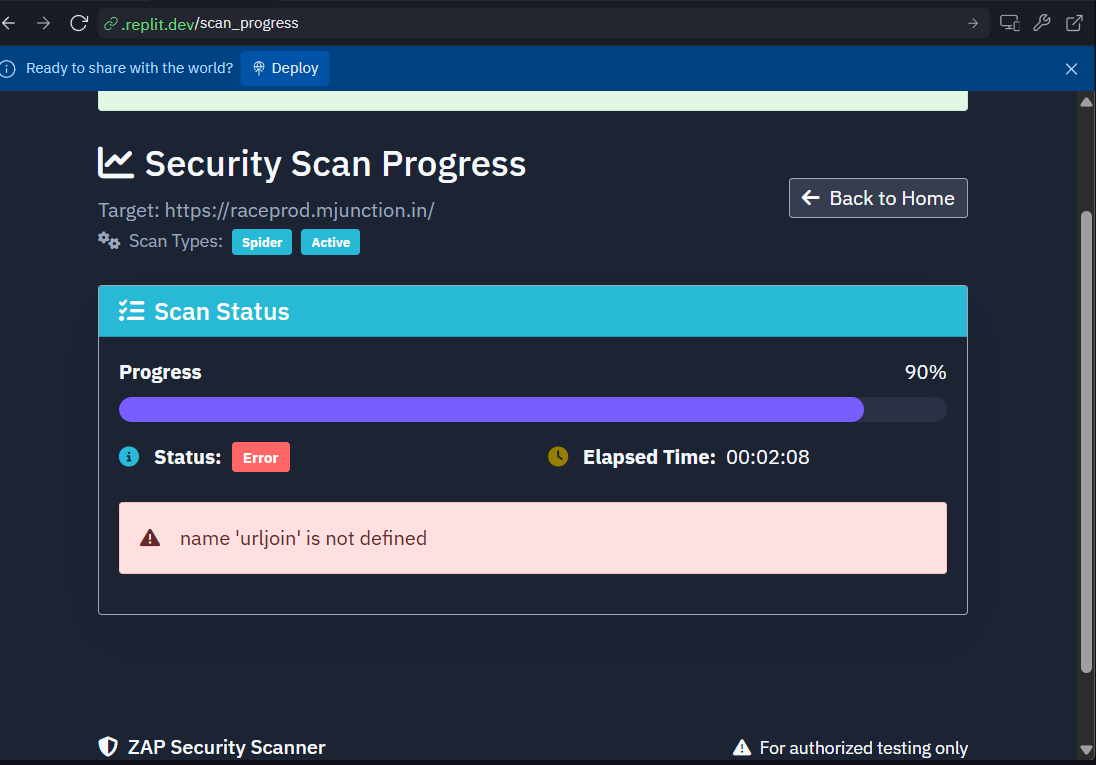 .replit.dev/scan_progress
Ready to share with the world? Deploy
Security Scan Progress
Target: https://raceprod.mjunction.in/
Back to Home
Scan Types: Spider Active
Scan Status
Progress 90%
Status: Error Elapsed Time: 00:02:08
name 'urljoin' is not defined
ZAP Security Scanner For authorized testing only